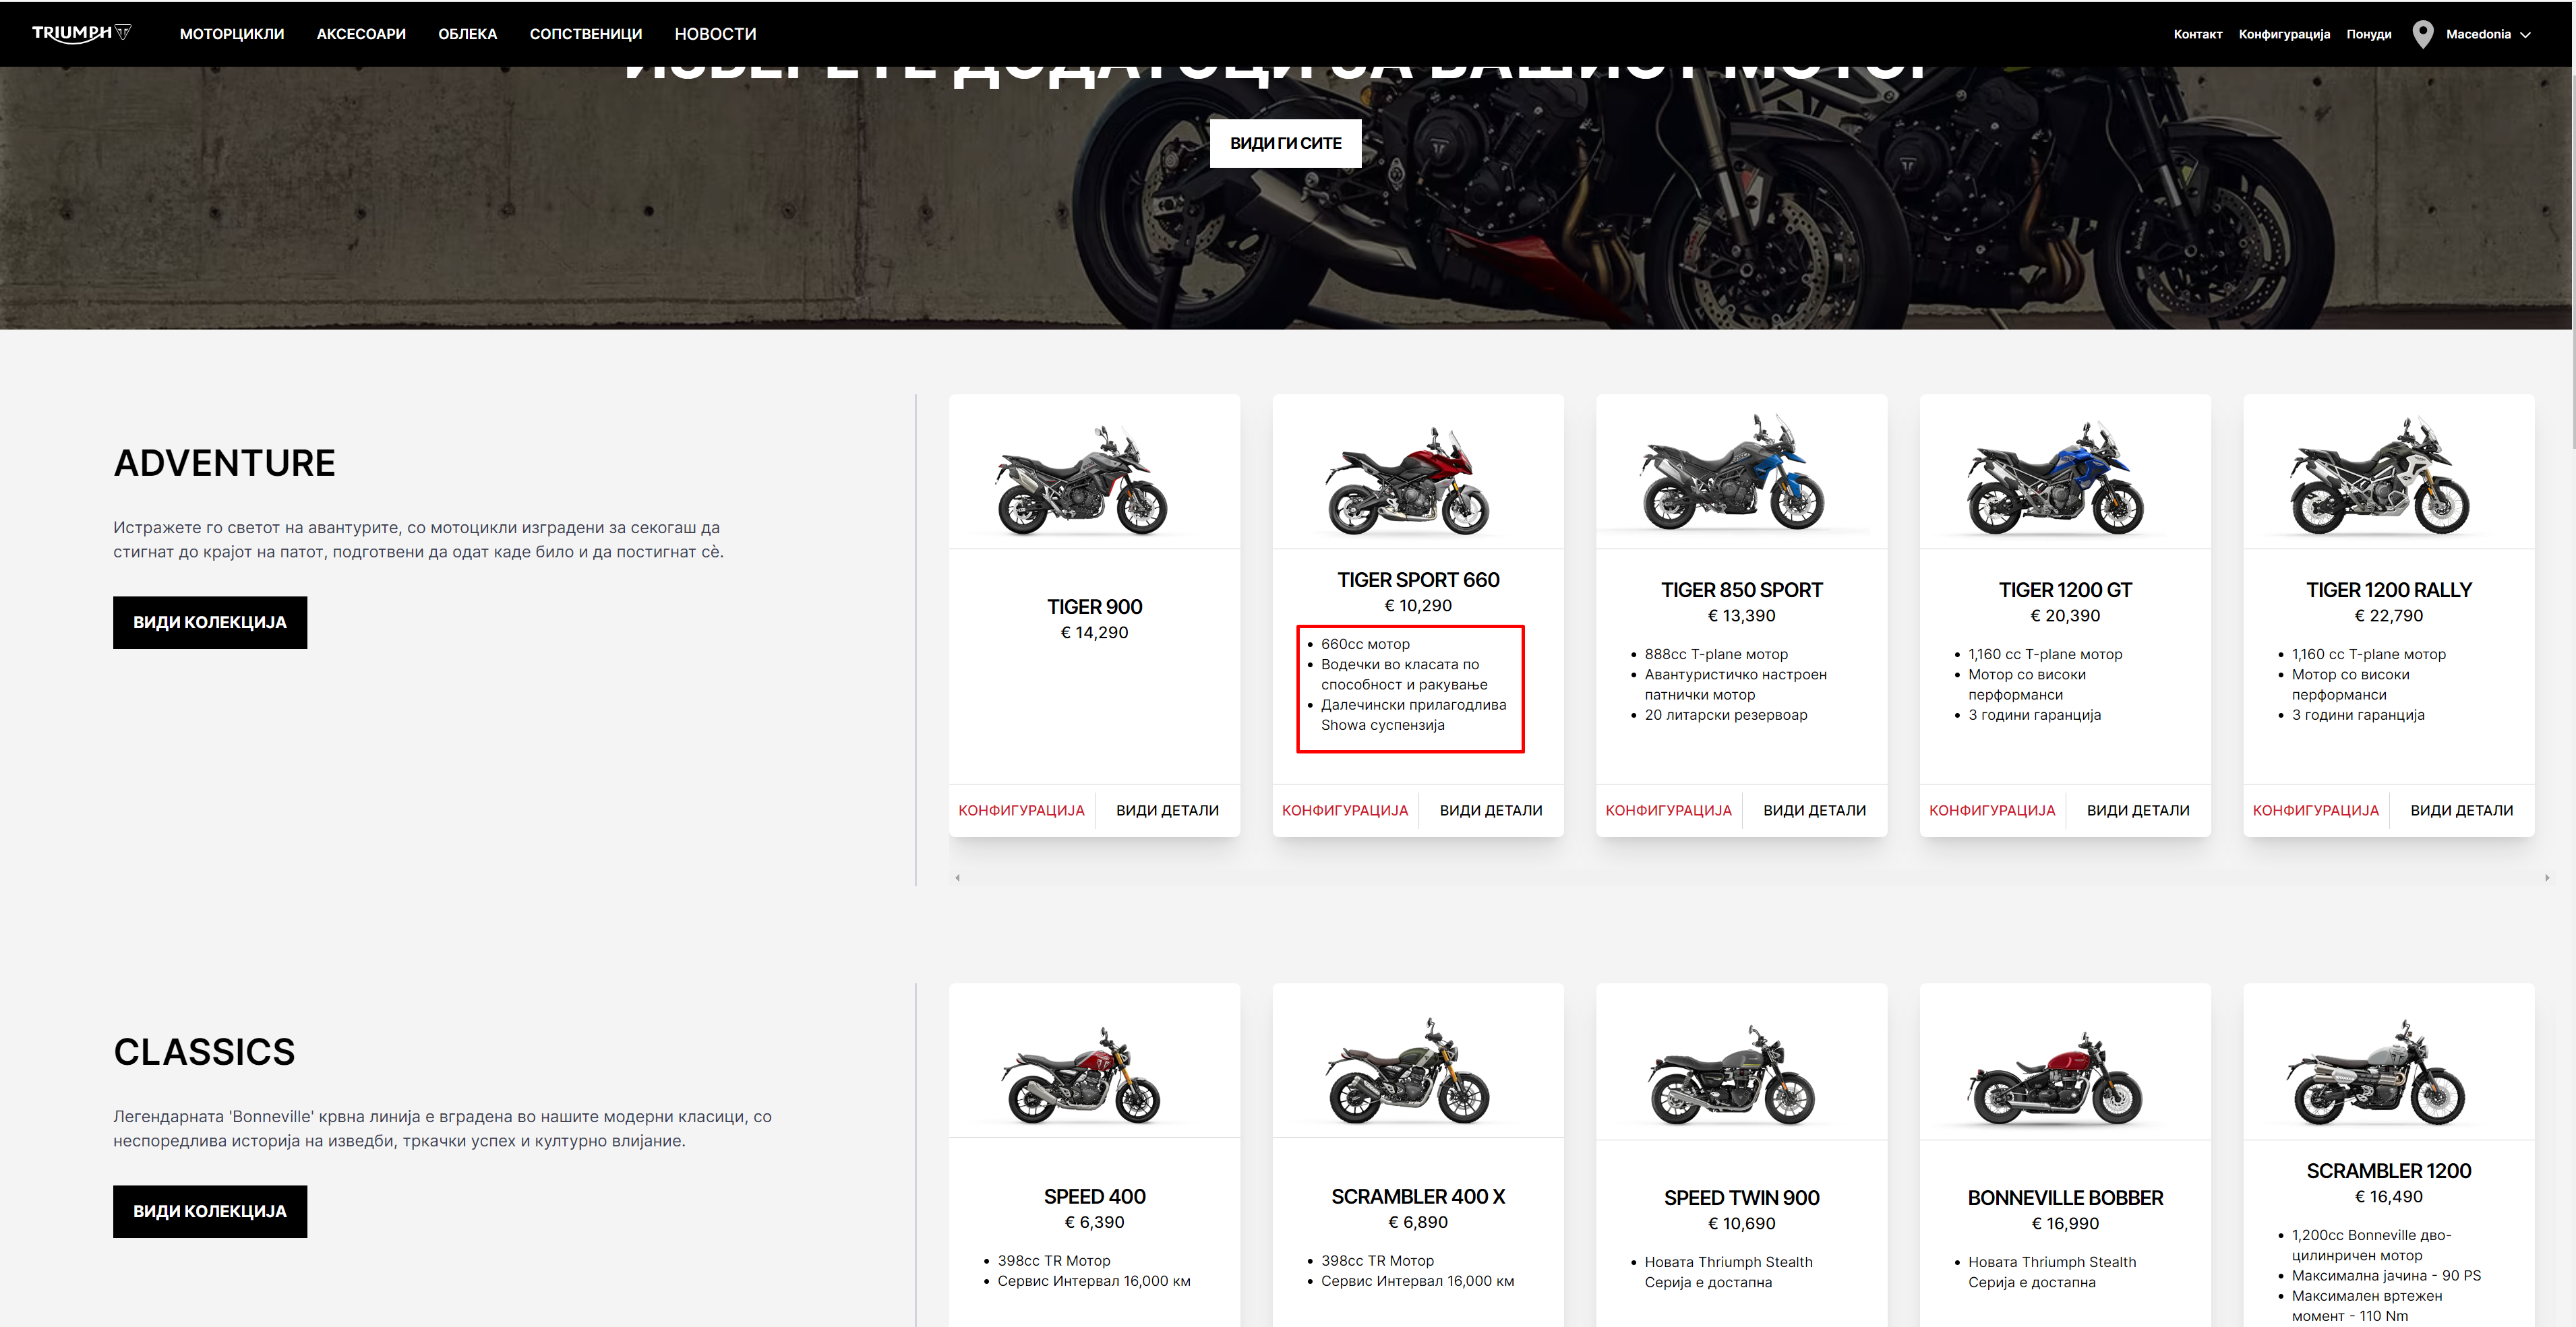 TRIUMPH
МОТОРЦИКЛИ АКСЕСОАРИ ОБЛЕКА СОПСТВЕНИЦИ НОВОСТИ
Контакт Конфигурација Понуди Macedonia
ИЗБЕРЕТЕ ДОДАТОЦИ ЗА ВАШИОТ МОТОР
ВИДИ ГИ СИТЕ
ADVENTURE
Истражете го светот на авантурите, со мотоцикли изградени за секогаш да
стигнат до крајот на патот, подготвени да одат каде било и да постигнат сѐ.
ВИДИ КОЛЕКЦИЈА
TIGER 900
€ 14,290
КОНФИГУРАЦИЈА ВИДИ ДЕТАЛИ
TIGER SPORT 660
€ 10,290
660cc мотор
Водечки во класата по
способност и ракување
Далечински прилагодлива
Showa суспензија
КОНФИГУРАЦИЈА ВИДИ ДЕТАЛИ
TIGER 850 SPORT
€ 13,390
888cc T-plane мотор
Авантуристичко настроен
патнички мотор
20 литарски резервоар
КОНФИГУРАЦИЈА ВИДИ ДЕТАЛИ
TIGER 1200 GT
€ 20,390
1,160 cc T-plane мотор
Мотор со високи
перформанси
3 години гаранција
КОНФИГУРАЦИЈА ВИДИ ДЕТАЛИ
TIGER 1200 RALLY
€ 22,790
1,160 cc T-plane мотор
Мотор со високи
перформанси
3 години гаранција
КОНФИГУРАЦИЈА ВИДИ ДЕТАЛИ
CLASSICS
Легендарната 'Bonneville' крвна линија е вградена во нашите модерни класици, со
неспоредлива историја на изведби, тркачки успех и културно влијание.
ВИДИ КОЛЕКЦИЈА
SPEED 400
€ 6,390
398cc TR Мотор
Сервис Интервал 16,000 км
SCRAMBLER 400 X
€ 6,890
398cc TR Мотор
Сервис Интервал 16,000 км
SPEED TWIN 900
€ 10,690
Новата Thriumph Stealth
Серија е достапна
BONNEVILLE BOBBER
€ 16,990
Новата Thriumph Stealth
Серија е достапна
SCRAMBLER 1200
€ 16,490
1,200cc Bonneville дво-
цилинричен мотор
Максимална јачина - 90 PS
Максимален вртежен
момент - 110 Nm